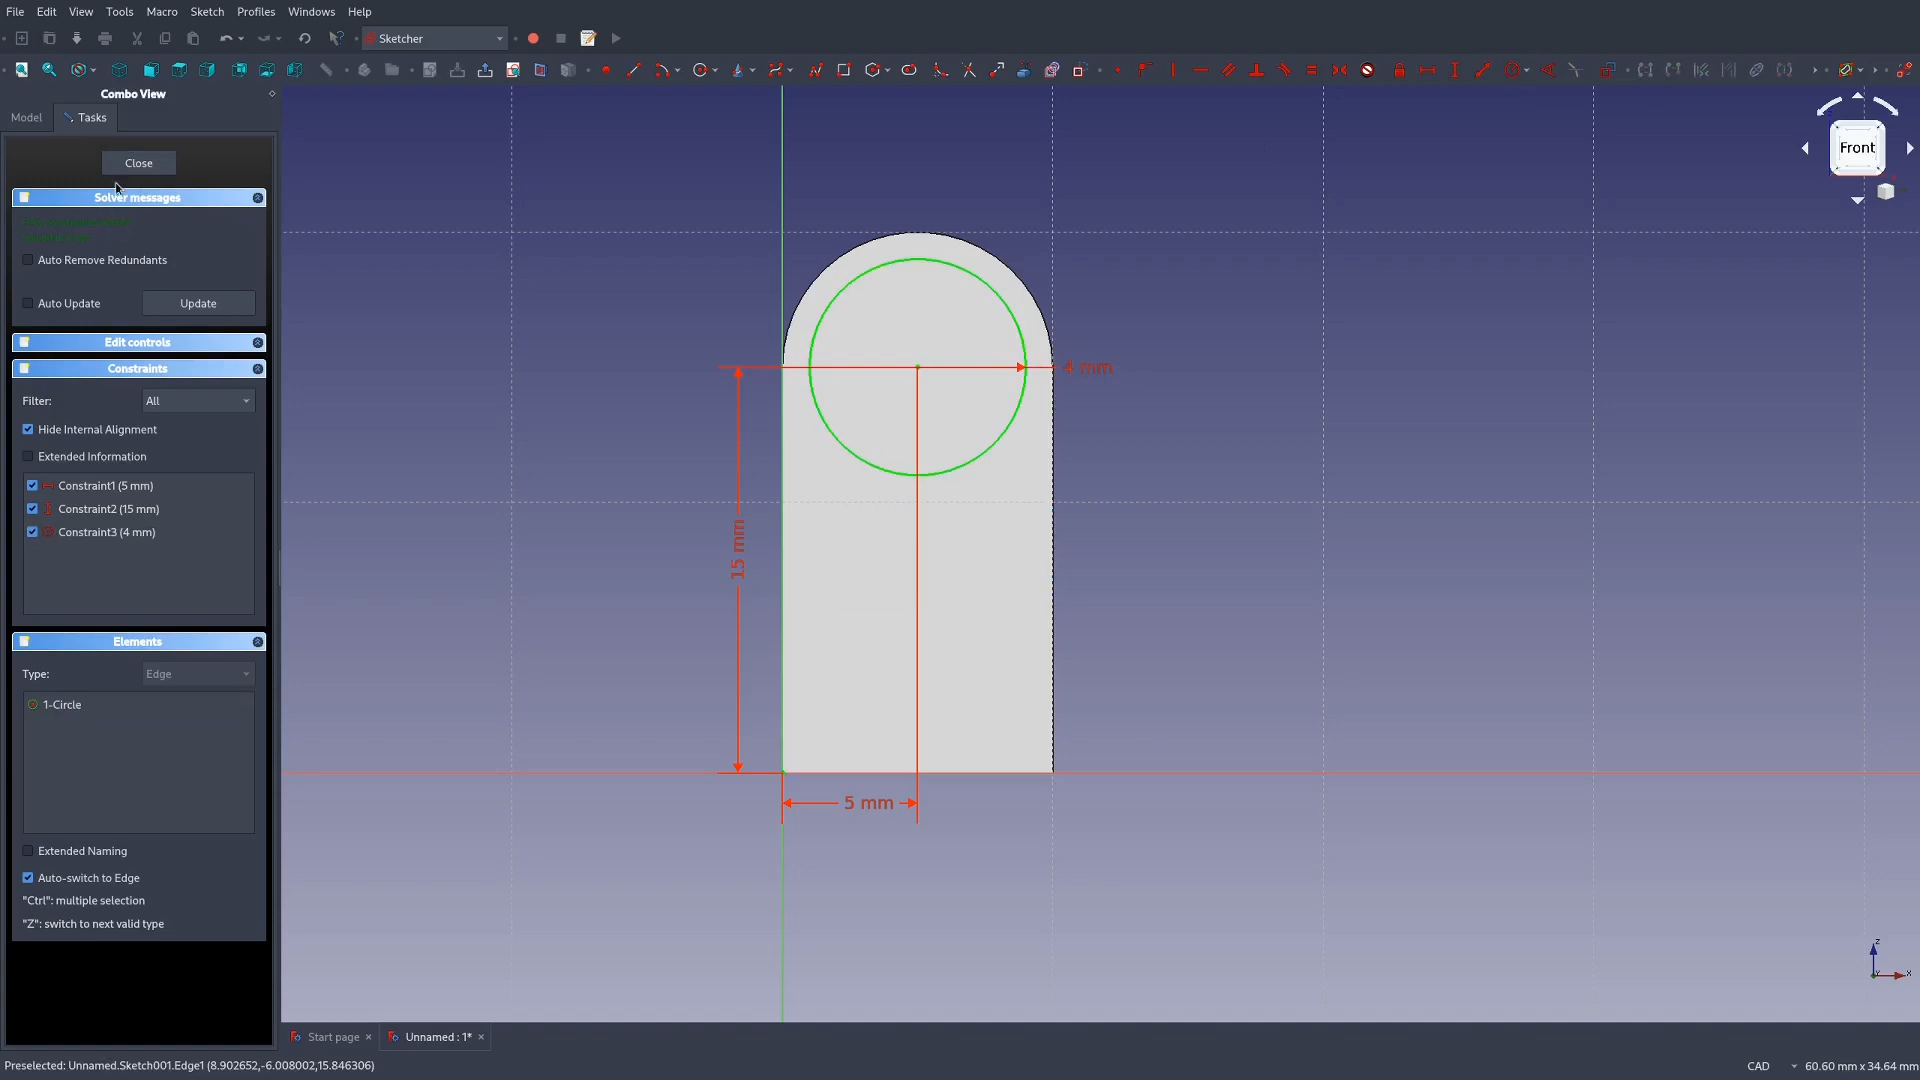 File Edit View Tools Macro Sketch Profiles Windows Help
Sketcher
Combo View
Model Tasks
Close
Solver messages
Auto Remove Redundants
Auto Update Update
Edit controls
Constraints
Filter: All
Hide Internal Alignment
Extended Information
Constraint1 (5 mm)
Constraint2 (15 mm)
Constraint3 (4 mm)
Elements
Type: Edge
1-Circle
Extended Naming
Auto-switch to Edge
"Ctrl": multiple selection
"Z": switch to next valid type
Front
4 mm
15 mm
5 mm
z
x
Start page Unnamed : 1*
Preselected: Unnamed.Sketch001.Edge1 (8.902652,-6.008002,15.846306)
CAD 60.60 mm x 34.64 mm